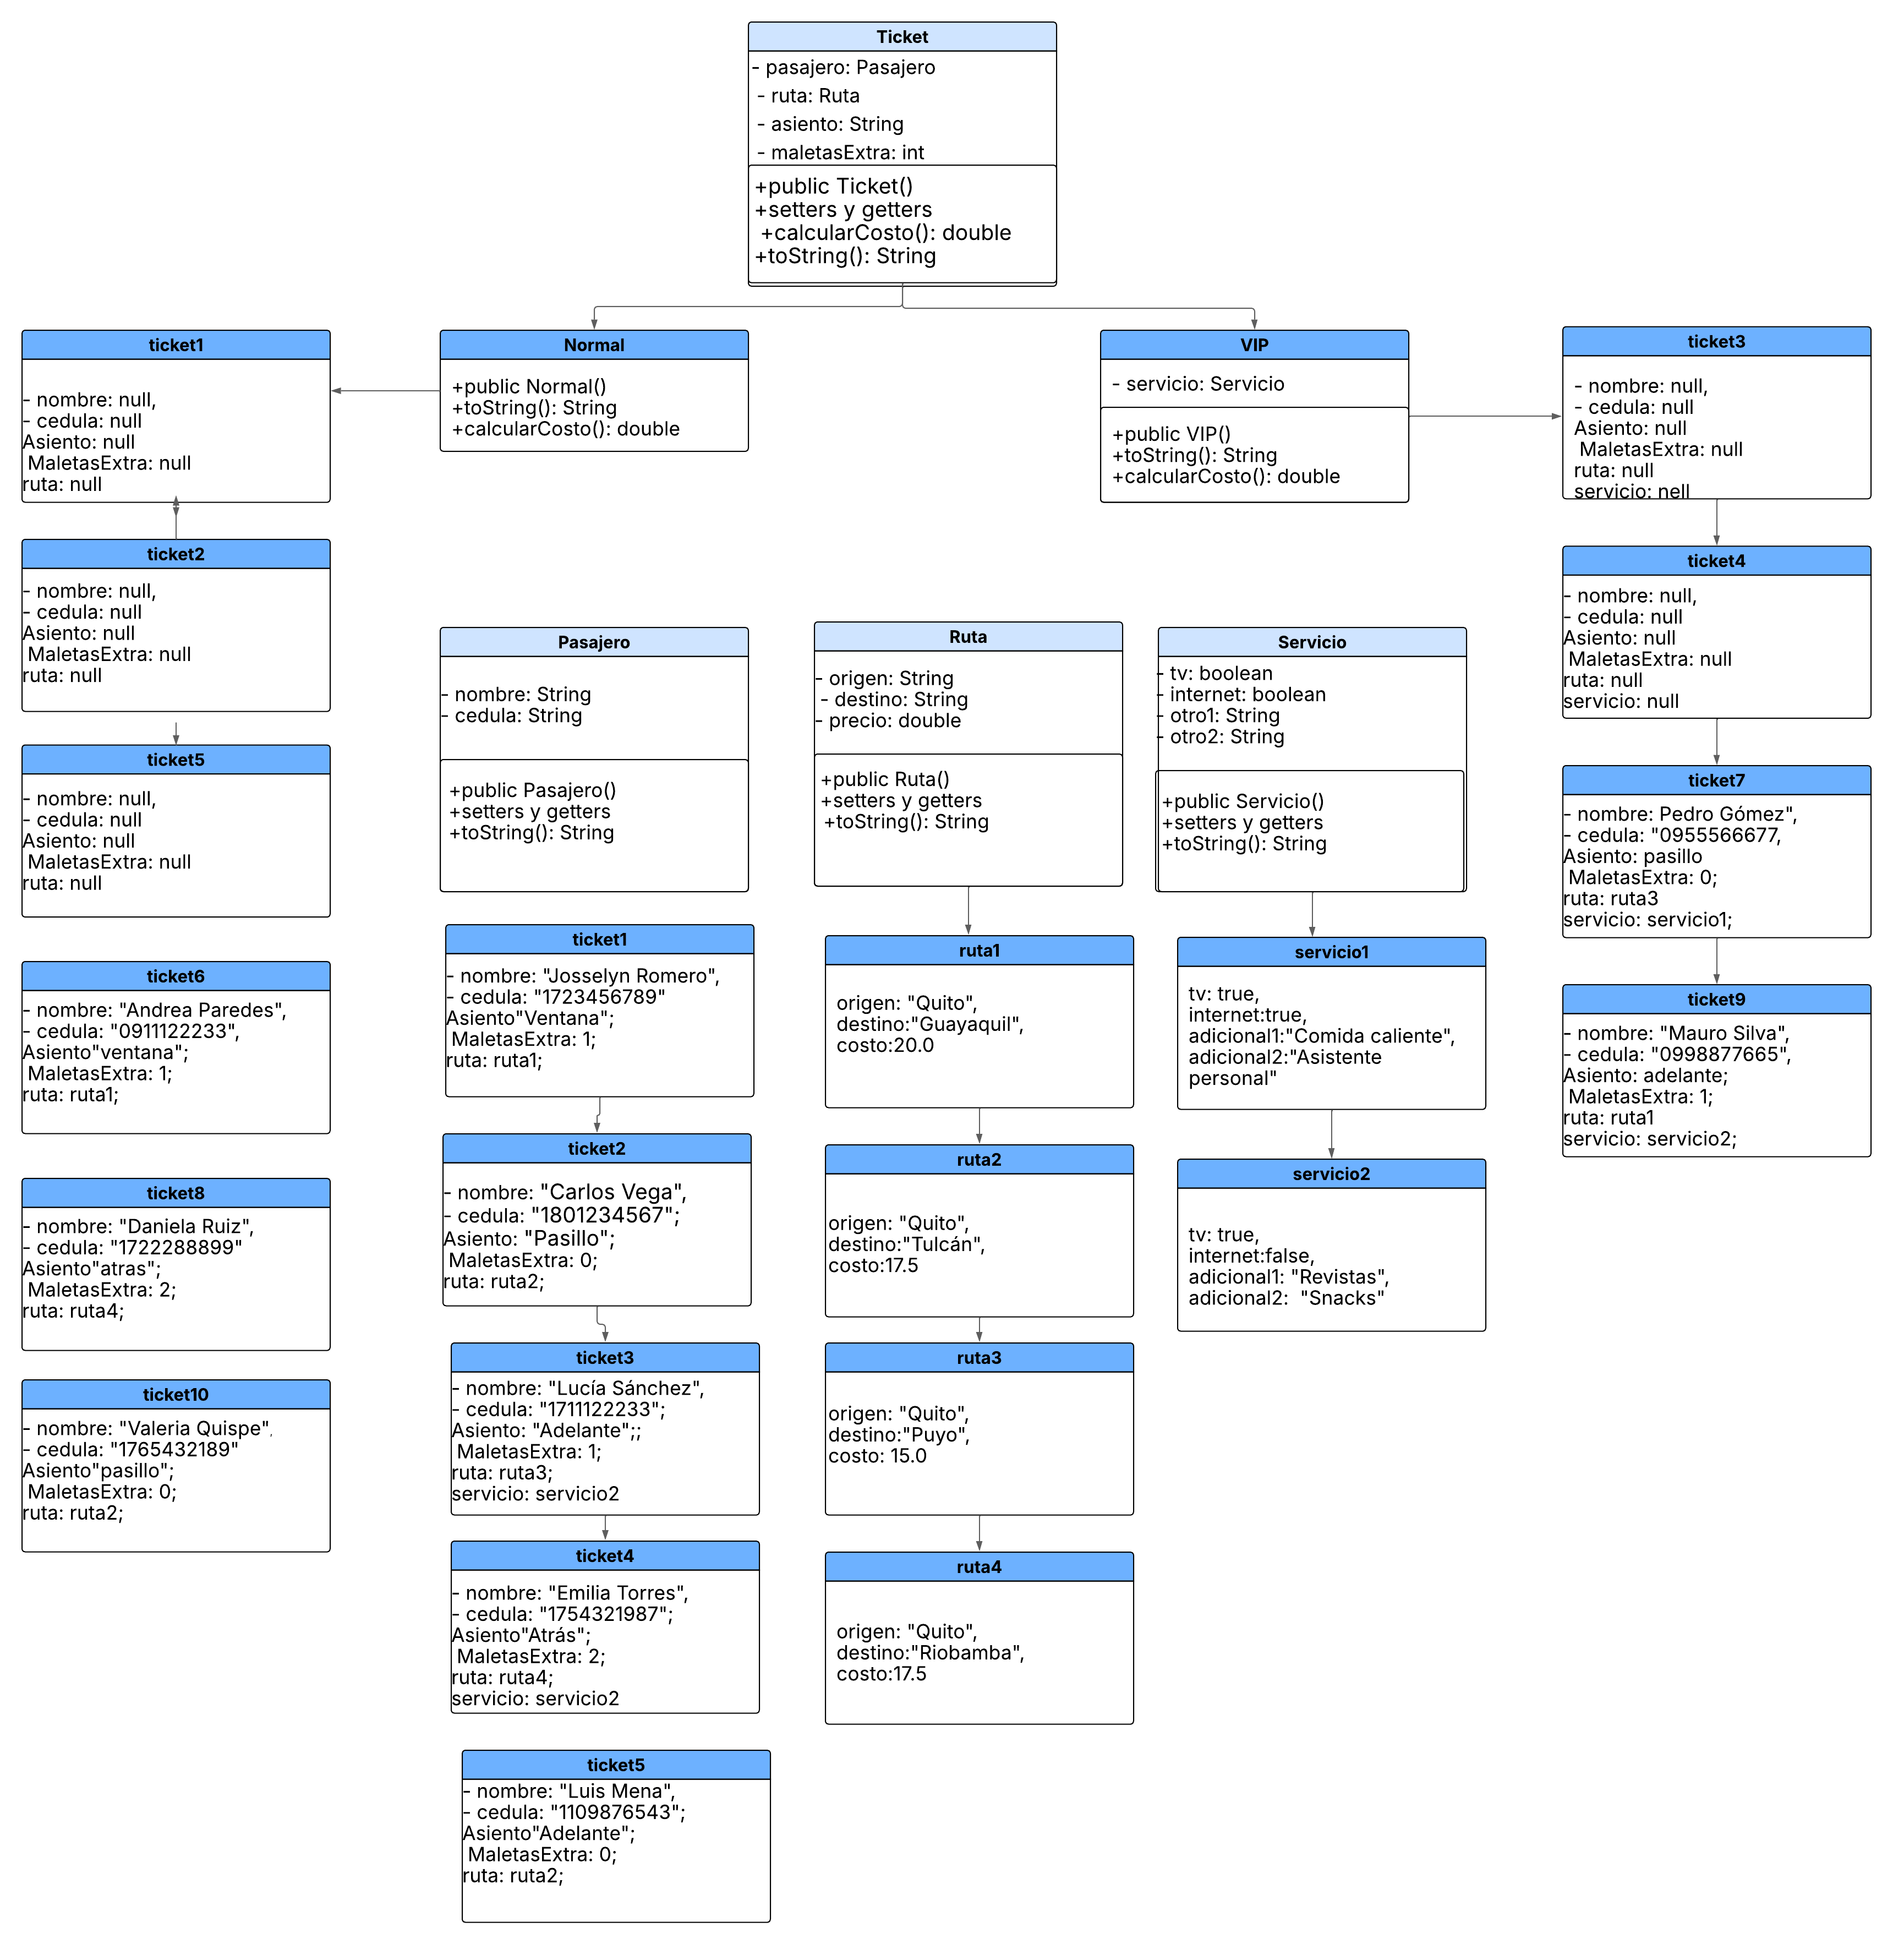 Ticket
- pasajero: Pasajero
- ruta: Ruta
- asiento: String
- maletasExtra: int
+public Ticket()
+setters y getters
+calcularCosto(): double
+toString(): String
ticket1
- nombre: null,
- cedula: null
Asiento: null
MaletasExtra: null
ruta: null
Normal
+public Normal()
+toString(): String
+calcularCosto(): double
VIP
- servicio: Servicio
+public VIP()
+toString(): String
+calcularCosto(): double
ticket3
- nombre: null,
- cedula: null
Asiento: null
MaletasExtra: null
ruta: null
servicio: nell
ticket2
- nombre: null,
- cedula: null
Asiento: null
MaletasExtra: null
ruta: null
ticket4
- nombre: null,
- cedula: null
Asiento: null
MaletasExtra: null
ruta: null
servicio: null
Pasajero
- nombre: String
- cedula: String
+public Pasajero()
+setters y getters
+toString(): String
Ruta
- origen: String
- destino: String
- precio: double
+public Ruta()
+setters y getters
+toString(): String
Servicio
- tv: boolean
- internet: boolean
- otro1: String
- otro2: String
+public Servicio()
+setters y getters
+toString(): String
ticket5
- nombre: null,
- cedula: null
Asiento: null
MaletasExtra: null
ruta: null
ticket7
- nombre: Pedro Gómez",
- cedula: "0955566677,
Asiento: pasillo
MaletasExtra: 0;
ruta: ruta3
servicio: servicio1;
ticket6
- nombre: "Andrea Paredes",
- cedula: "0911122233",
Asiento"ventana";
MaletasExtra: 1;
ruta: ruta1;
ticket1
- nombre: "Josselyn Romero",
- cedula: "1723456789"
Asiento"Ventana";
MaletasExtra: 1;
ruta: ruta1;
ruta1
origen: "Quito",
destino:"Guayaquil",
costo:20.0
servicio1
tv: true,
internet:true,
adicional1:"Comida caliente",
adicional2:"Asistente
personal"
ticket9
- nombre: "Mauro Silva",
- cedula: "0998877665",
Asiento: adelante;
MaletasExtra: 1;
ruta: ruta1
servicio: servicio2;
ticket8
- nombre: "Daniela Ruiz",
- cedula: "1722288899"
Asiento"atras";
MaletasExtra: 2;
ruta: ruta4;
ticket2
- nombre: "Carlos Vega",
- cedula: "1801234567";
Asiento: "Pasillo";
MaletasExtra: 0;
ruta: ruta2;
ruta2
origen: "Quito",
destino:"Tulcán",
costo:17.5
servicio2
tv: true,
internet:false,
adicional1: "Revistas",
adicional2: "Snacks"
ticket10
- nombre: "Valeria Quispe",
- cedula: "1765432189"
Asiento"pasillo";
MaletasExtra: 0;
ruta: ruta2;
ticket3
- nombre: "Lucía Sánchez",
- cedula: "1711122233";
Asiento: "Adelante";;
MaletasExtra: 1;
ruta: ruta3;
servicio: servicio2
ruta3
origen: "Quito",
destino:"Puyo",
costo: 15.0
ticket4
- nombre: "Emilia Torres",
- cedula: "1754321987";
Asiento"Atrás";
MaletasExtra: 2;
ruta: ruta4;
servicio: servicio2
ruta4
origen: "Quito",
destino:"Riobamba",
costo:17.5
ticket5
- nombre: "Luis Mena",
- cedula: "1109876543";
Asiento"Adelante";
MaletasExtra: 0;
ruta: ruta2;